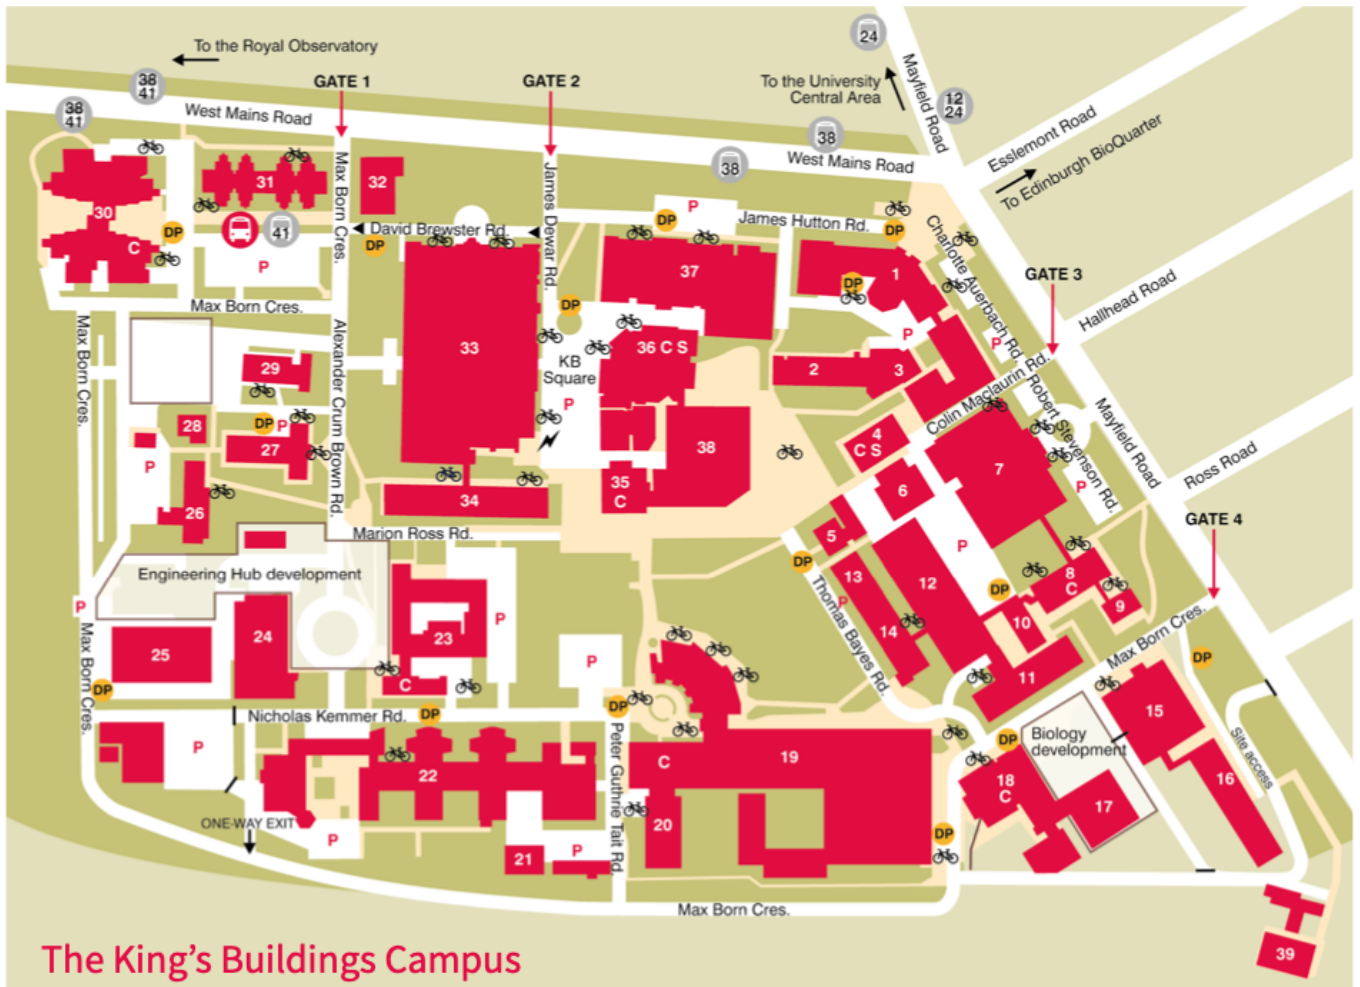 24
To the Royal Observatory
GATE 1
GATE 2
To the University
Central Area
Mayfield Road
12
24
38
41
38
41
West Mains Road
38
38
West Mains Road
Esslemont Road
To Edinburgh BioQuarter
30
C
DP
31
41
P
Max Born Cres.
32
David Brewster Rd.
DP
James Dewar Rd.
DP
P
James Hutton Rd.
DP
Charlotte Auerbach Rd.
GATE 3
Hallhead Road
37
DP
1
P
P
Max Born Cres.
Max Born Cres.
Alexander Crum Brown Rd.
29
33
DP
KB
Square
P
36 C S
2
3
Colin Maclaurin Rd.
Robert Stevenson Rd.
Mayfield Road
28
DP
P
27
P
26
34
35
C
38
4
C S
7
6
P
Ross Road
GATE 4
Marion Ross Rd.
Engineering Hub development
5
DP
13
P
14
12
P
DP
8
C
9
10
11
Max Born Cres.
DP
P
Max Born Cres.
25
24
23
C
P
P
Thomas Bayes Rd.
DP
Nicholas Kemmer Rd.
DP
DP
P
22
Peter Guthrie Tait Rd.
C
19
20
DP
Biology
development
15
16
Site access
18
C
17
DP
ONE-WAY EXIT
P
21
P
Max Born Cres.
39
The King's Buildings Campus